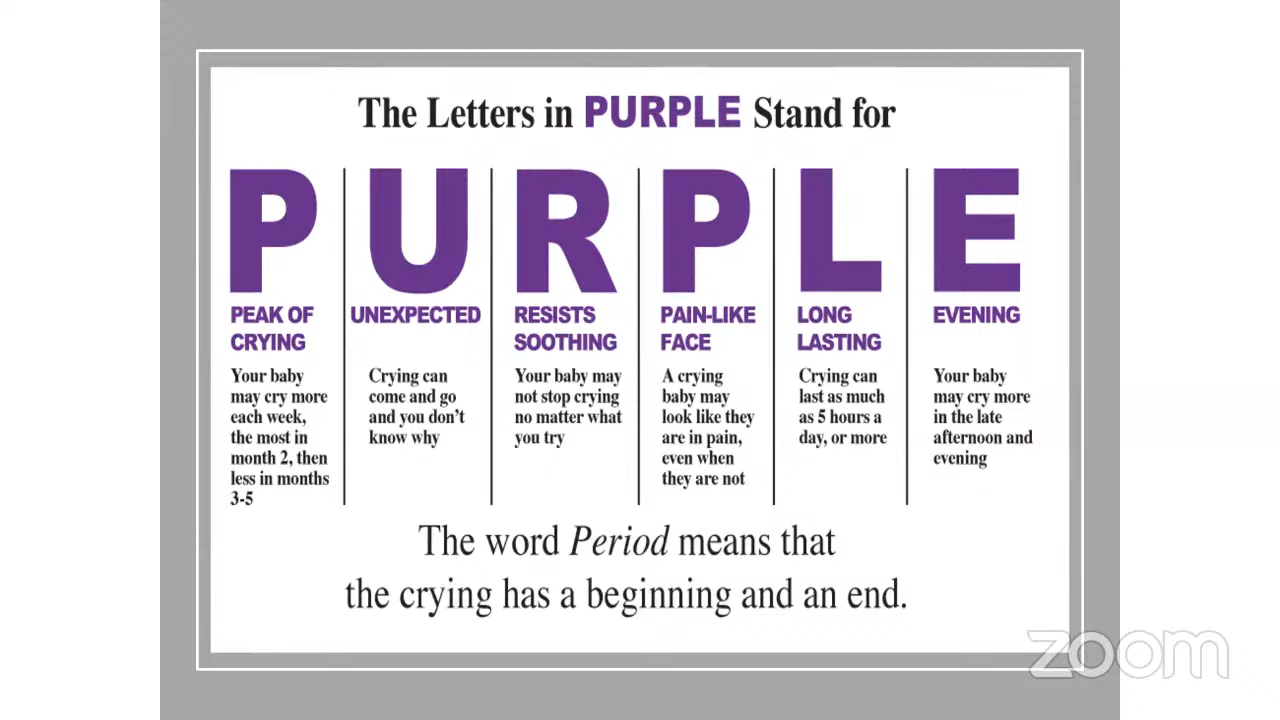 The Letters in PURPLE Stand for
P
PEAK OF
CRYING
Your baby
may cry more
each week,
the most in
month 2, then
less in months
3-5
U
UNEXPECTED
Crying can
come and go
and you don't
know why
R
RESISTS
SOOTHING
Your baby may
not stop crying
no matter what
you try
P
PAIN-LIKE
FACE
A crying
baby may
look like they
are in pain,
even when
they are not
L
LONG
LASTING
Crying can
last as much
as 5 hours a
day, or more
E
EVENING
Your baby
may cry more
in the late
afternoon and
evening
The word Period means that
the crying has a beginning and an end.
zoom